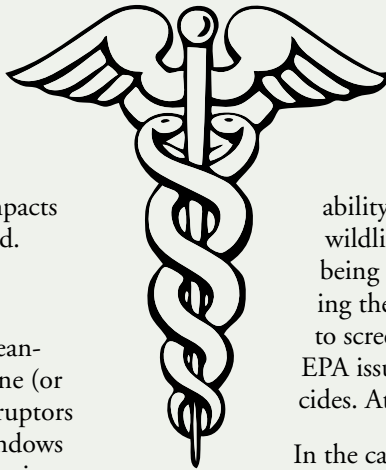 npacts
d.
ean-
ne (or
ruptors
ndows
ability
wildli
being
ing the
to scree
EPA issu
cides. At
In the ca